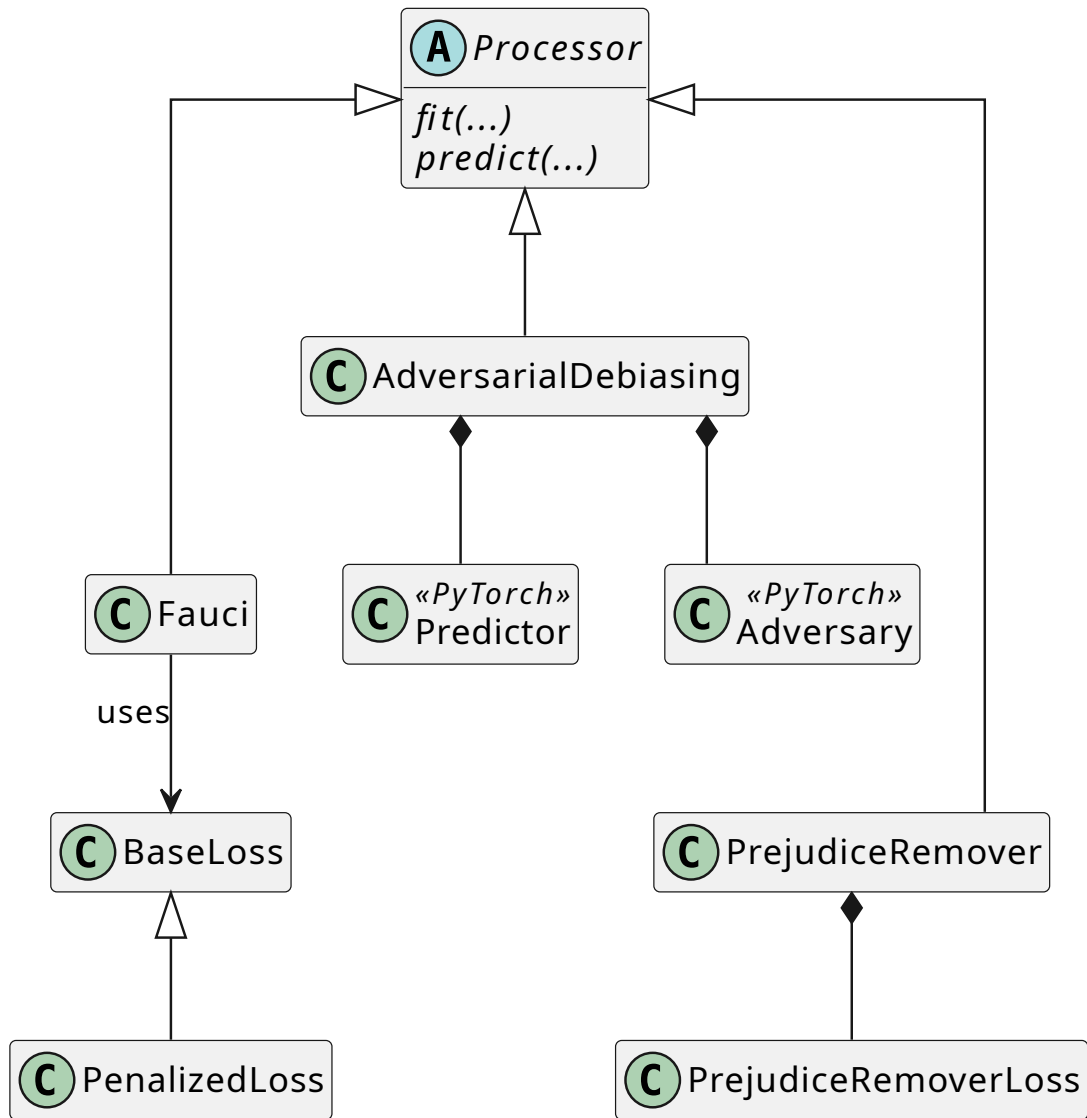 A Processor
fit(...)
predict(...)
C AdversarialDebiasing
C Fauci
C «PyTorch»
Predictor
C «PyTorch»
Adversary
uses
C BaseLoss
C PrejudiceRemover
C PenalizedLoss
C PrejudiceRemoverLoss